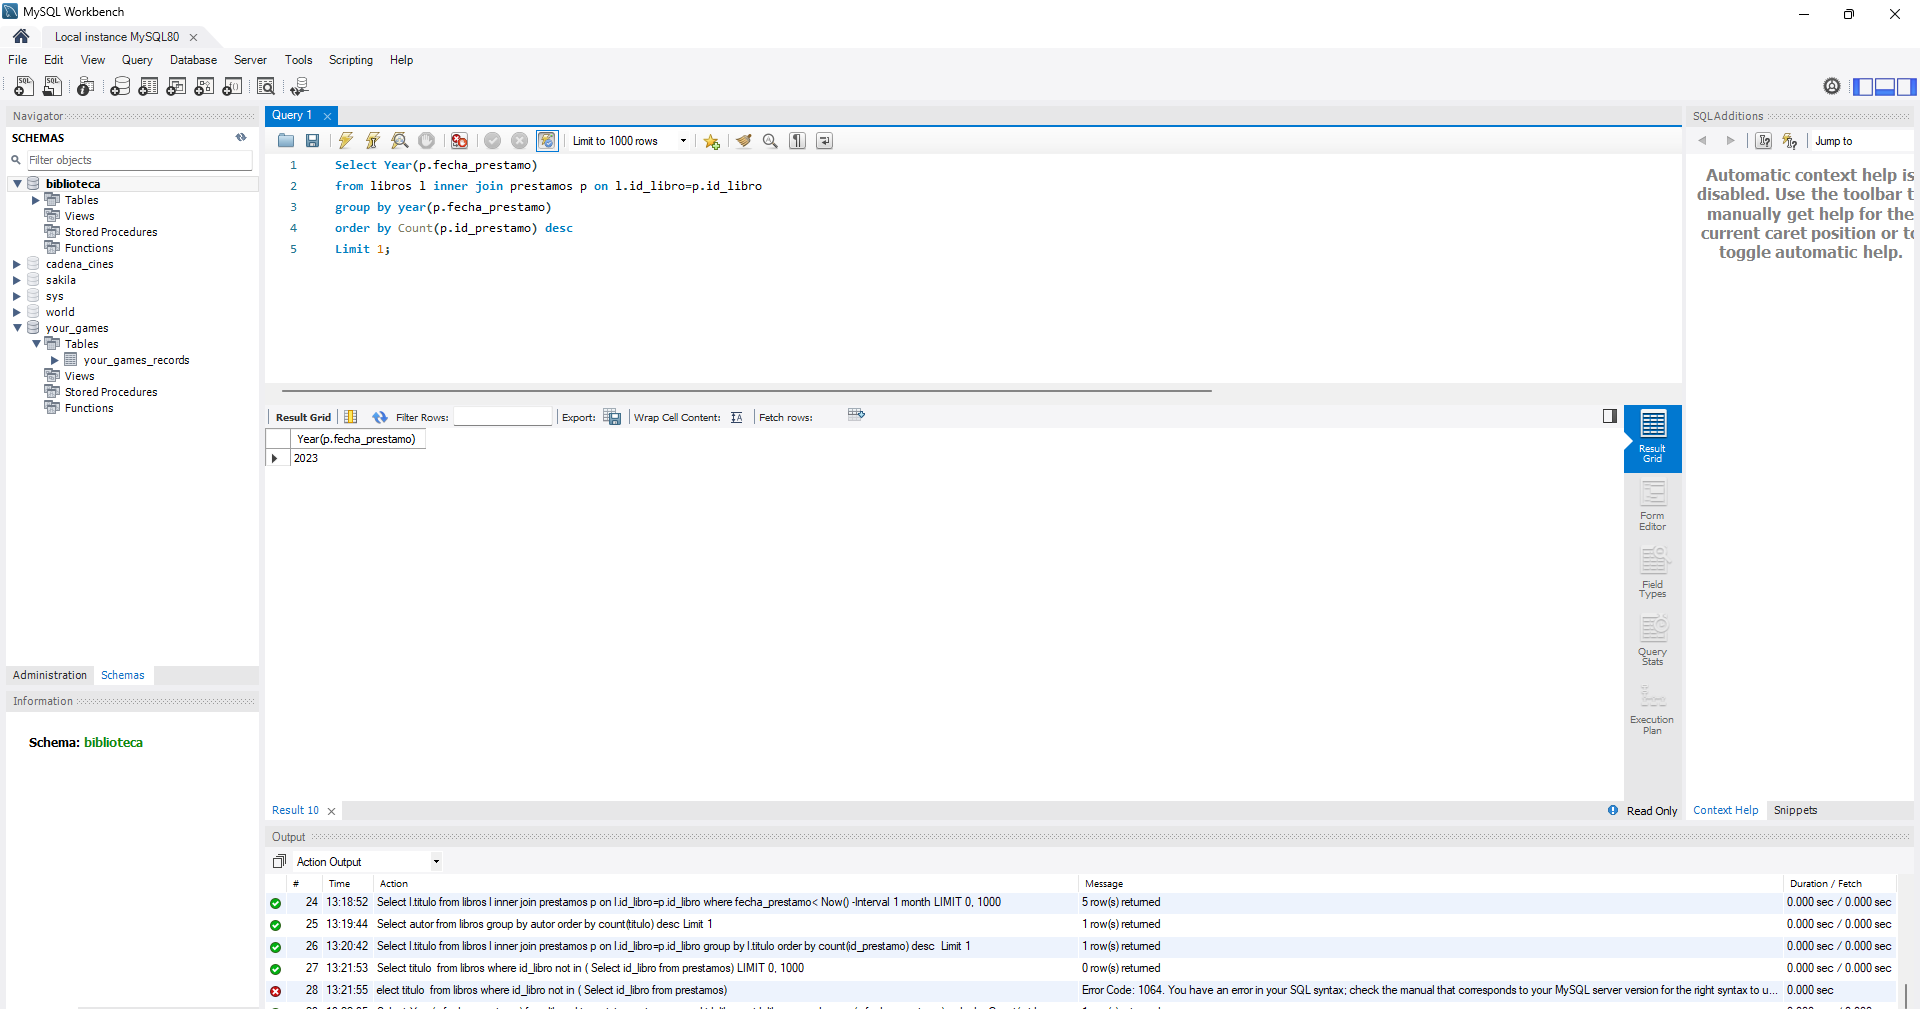 MySQL Workbench
Local instance MySQL80
File Edit View Query Database Server Tools Scripting Help
Navigator
SCHEMAS
Filter objects
biblioteca
Tables
Views
Stored Procedures
Functions
cadena_cines
sakila
sys
world
your_games
Tables
your_games_records
Views
Stored Procedures
Functions
Administration Schemas
Information
Schema: biblioteca
Query 1
Limit to 1000 rows
1 Select Year(p.fecha_prestamo)
2 from libros l inner join prestamos p on l.id_libro=p.id_libro
3 group by year(p.fecha_prestamo)
4 order by Count(p.id_prestamo) desc
5 Limit 1;
Result Grid Filter Rows: Export: Wrap Cell Content: Fetch rows:
Year(p.fecha_prestamo)
2023
Result Grid
Form Editor
Field Types
Query Stats
Execution Plan
Result 10
Read Only
SQLAdditions
Jump to
Automatic context help is
disabled. Use the toolbar t
manually get help for the
current caret position or to
toggle automatic help.
Context Help Snippets
Output
Action Output
# Time Action Message Duration / Fetch
24 13:18:52 Select l.titulo from libros l inner join prestamos p on l.id_libro=p.id_libro where fecha_prestamo< Now() -Interval 1 month LIMIT 0, 1000 5 row(s) returned 0.000 sec / 0.000 sec
25 13:19:44 Select autor from libros group by autor order by count(titulo) desc Limit 1 1 row(s) returned 0.000 sec / 0.000 sec
26 13:20:42 Select l.titulo from libros l inner join prestamos p on l.id_libro=p.id_libro group by l.titulo order by count(id_prestamo) desc Limit 1 1 row(s) returned 0.000 sec / 0.000 sec
27 13:21:53 Select titulo from libros where id_libro not in ( Select id_libro from prestamos) LIMIT 0, 1000 0 row(s) returned 0.000 sec / 0.000 sec
28 13:21:55 elect titulo from libros where id_libro not in ( Select id_libro from prestamos) Error Code: 1064. You have an error in your SQL syntax; check the manual that corresponds to your MySQL server version for the right syntax to u... 0.000 sec